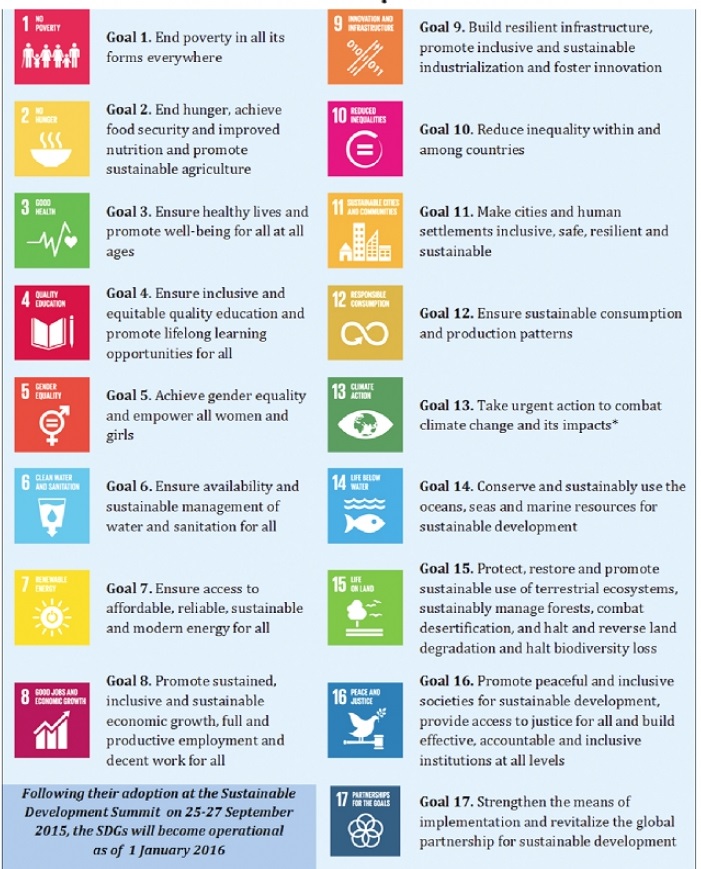 1 NO
POVERTY
Goal 1. End poverty in all its
forms everywhere
2 NO
HUNGER
Goal 2. End hunger, achieve
food security and improved
nutrition and promote
sustainable agriculture
3 GOOD
HEALTH
Goal 3. Ensure healthy lives and
promote well-being for all at all
ages
4 QUALITY
EDUCATION
Goal 4. Ensure inclusive and
equitable quality education and
promote lifelong learning
opportunities for all
5 GENDER
EQUALITY
Goal 5. Achieve gender equality
and empower all women and
girls
6 CLEAN WATER
AND SANITATION
Goal 6. Ensure availability and
sustainable management of
water and sanitation for all
7 RENEWABLE
ENERGY
Goal 7. Ensure access to
affordable, reliable, sustainable
and modern energy for all
8 GOOD JOBS AND
ECONOMIC GROWTH
Goal 8. Promote sustained,
inclusive and sustainable
economic growth, full and
productive employment and
decent work for all
Following their adoption at the Sustainable
Development Summit on 25-27 September
2015, the SDGs will become operational
as of 1 January 2016
9 INNOVATION AND
INFRASTRUCTURE
Goal 9. Build resilient infrastructure,
promote inclusive and sustainable
industrialization and foster innovation
10 REDUCED
INEQUALITIES
Goal 10. Reduce inequality within and
among countries
11 SUSTAINABLE CITIES
AND COMMUNITIES
Goal 11. Make cities and human
settlements inclusive, safe, resilient and
sustainable
12 RESPONSIBLE
CONSUMPTION
Goal 12. Ensure sustainable consumption
and production patterns
13 CLIMATE
ACTION
Goal 13. Take urgent action to combat
climate change and its impacts*
14 LIFE BELOW
WATER
Goal 14. Conserve and sustainably use the
oceans, seas and marine resources for
sustainable development
15 LIFE
ON LAND
Goal 15. Protect, restore and promote
sustainable use of terrestrial ecosystems,
sustainably manage forests, combat
desertification, and halt and reverse land
degradation and halt biodiversity loss
16 PEACE AND
JUSTICE
Goal 16. Promote peaceful and inclusive
societies for sustainable development,
provide access to justice for all and build
effective, accountable and inclusive
institutions at all levels
17 PARTNERSHIPS
FOR THE GOALS
Goal 17. Strengthen the means of
implementation and revitalize the global
partnership for sustainable development